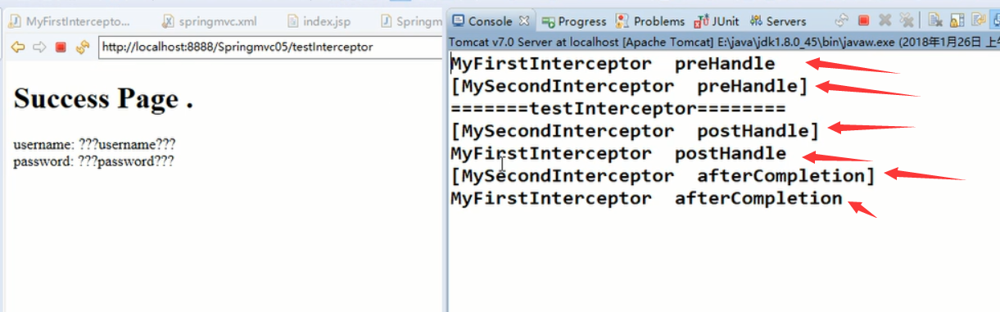 MyFirstIntercepto...
springmvc.xml
index.jsp
Springm
http://localhost:8888/Springmvc05/testInterceptor
Success Page .
username: ???username???
password: ???password???
Console
Progress
Problems
JUnit
Servers
Tomcat v7.0 Server at localhost [Apache Tomcat] E:\java\jdk1.8.0_45\bin\javaw.exe (2018年1月26日 上
MyFirstInterceptor preHandle
[MySecondInterceptor preHandle]
=======testInterceptor========
[MySecondInterceptor postHandle]
MyFirstInterceptor postHandle
[MySecondInterceptor afterCompletion]
MyFirstInterceptor afterCompletion